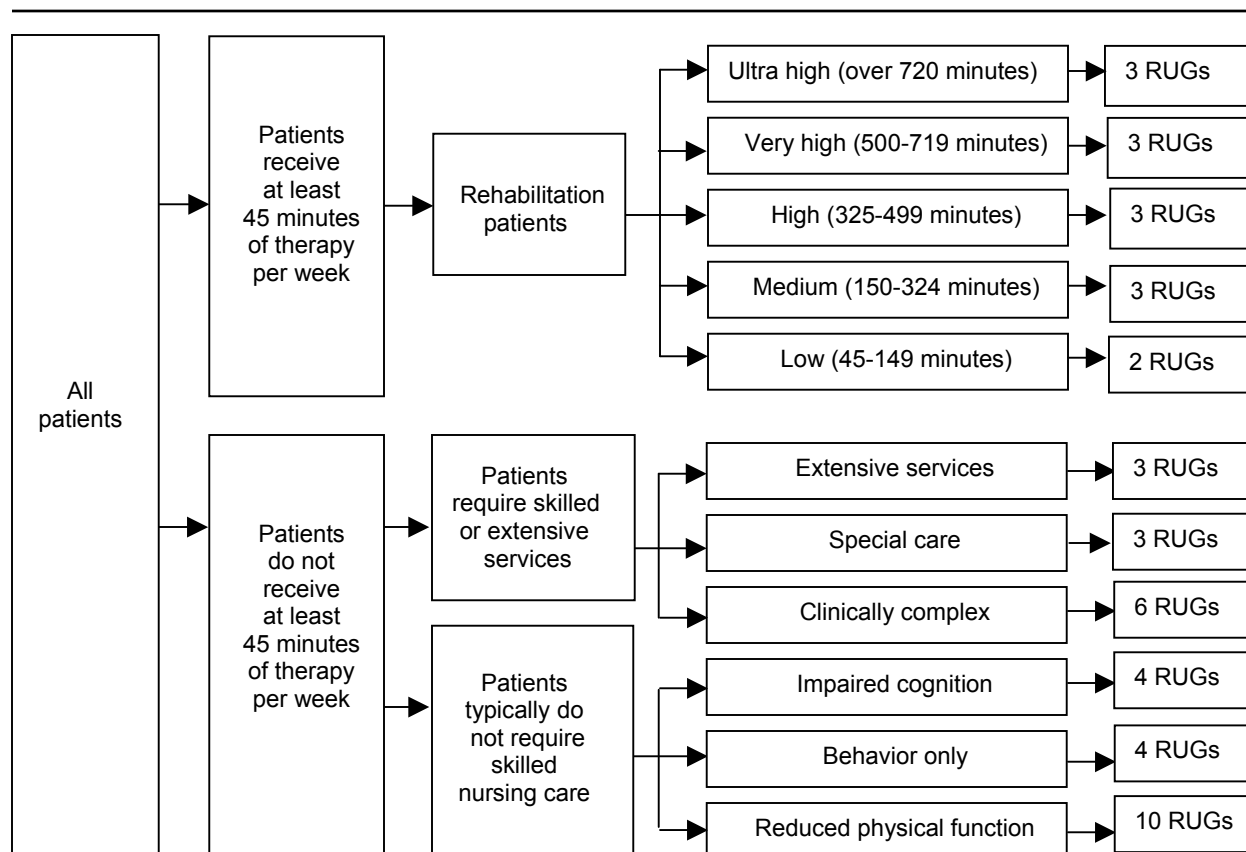 All
patients
Patients
receive
at least
45 minutes
of therapy
per week
Rehabilitation
patients
Ultra high (over 720 minutes)
3 RUGs
Very high (500-719 minutes)
3 RUGs
High (325-499 minutes)
3 RUGs
Medium (150-324 minutes)
3 RUGs
Low (45-149 minutes)
2 RUGs
Patients
do not
receive
at least
45 minutes
of therapy
per week
Patients
require skilled
or extensive
services
Extensive services
3 RUGs
Special care
3 RUGs
Clinically complex
6 RUGs
Patients
typically do
not require
skilled
nursing care
Impaired cognition
4 RUGs
Behavior only
4 RUGs
Reduced physical function
10 RUGs